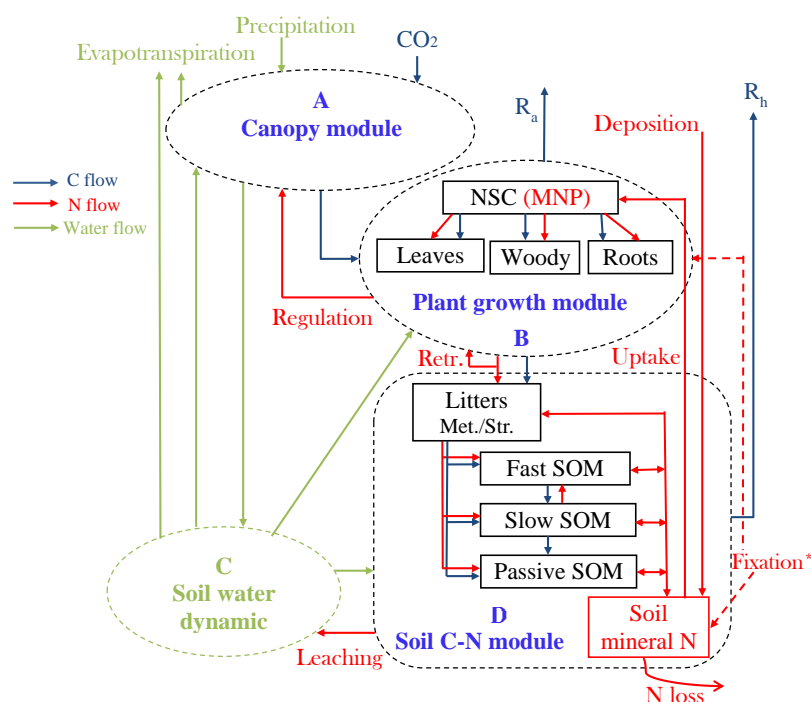 Precipitation
Evapotranspiration
CO2
A
Canopy module
Ra
Rh
Deposition
C flow
N flow
Water flow
NSC (MNP)
Leaves
Woody
Roots
Plant growth module
Regulation
B
Retr.
Uptake
Litters
Met./Str.
Fast SOM
Slow SOM
Passive SOM
Fixation*
C
Soil water
dynamic
D
Soil C-N module
Soil
mineral N
Leaching
N loss